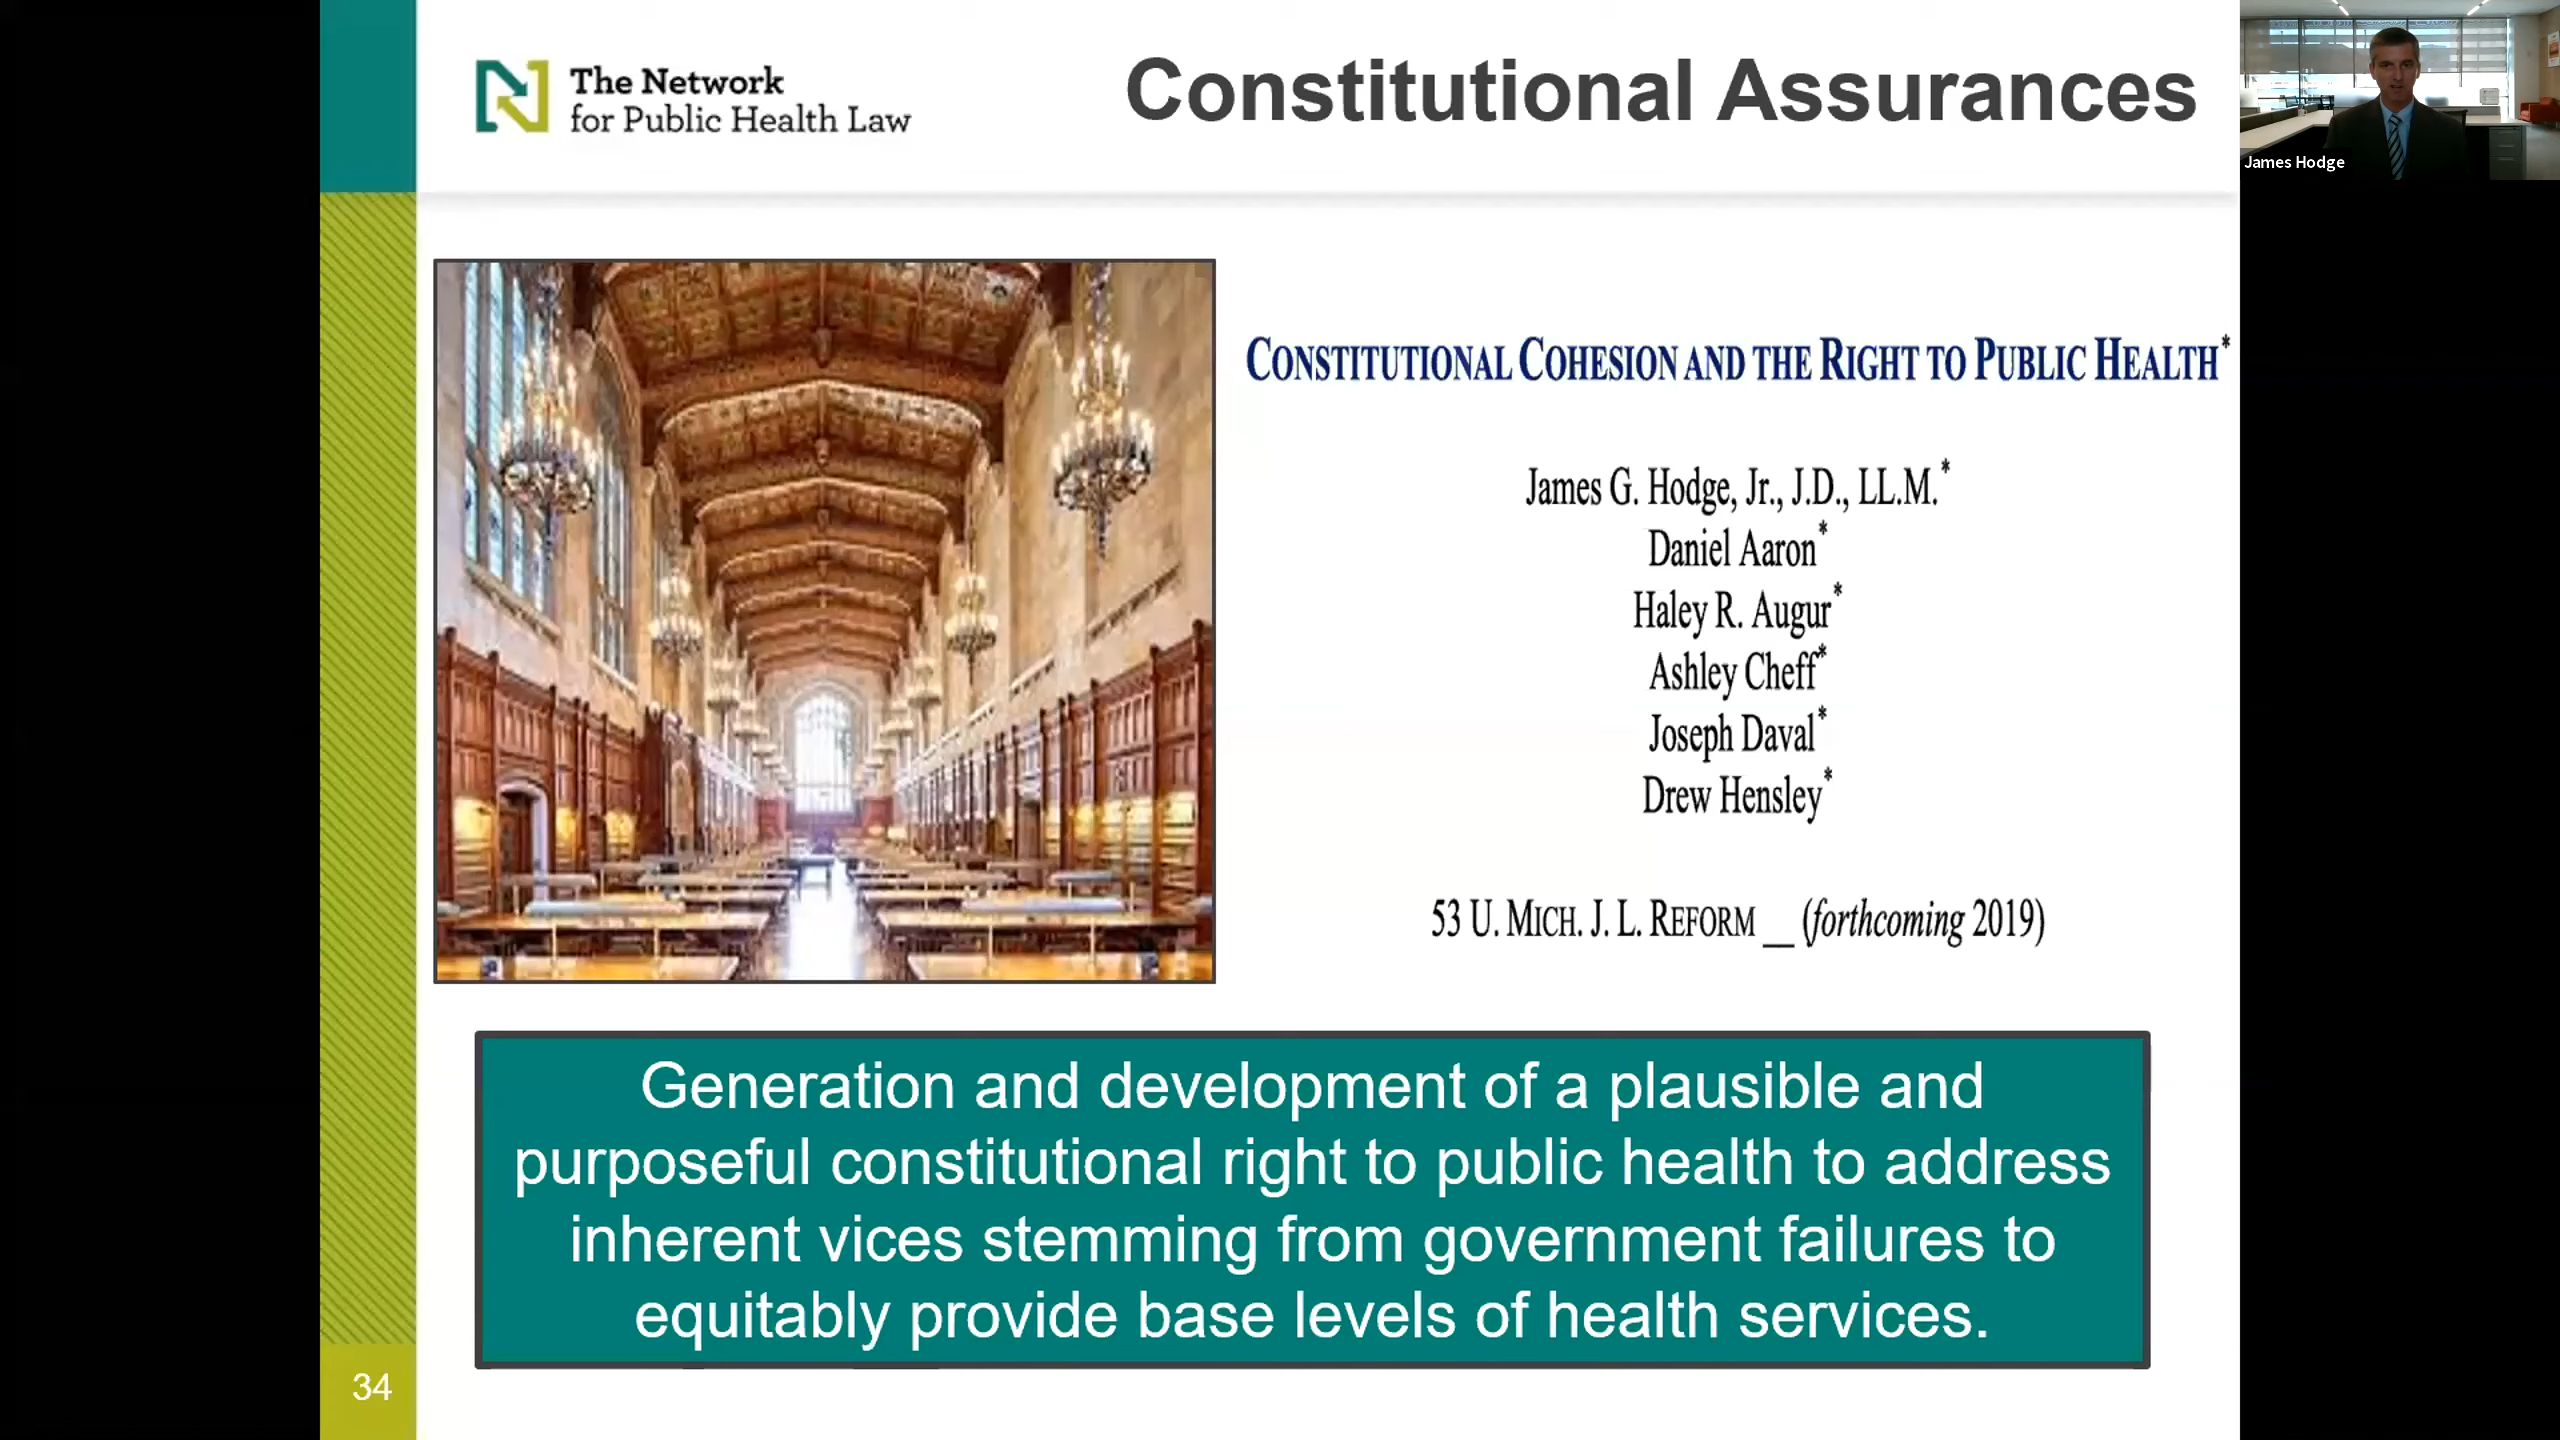 The Network
for Public Health Law
Constitutional Assurances
James Hodge
CONSTITUTIONAL COHESION AND THE RIGHT TO PUBLIC HEALTH*
James G. Hodge, Jr., J.D., LL.M.*
Daniel Aaron*
Haley R. Augur*
Ashley Cheff*
Joseph Daval*
Drew Hensley*
53 U. MICH. J. L. REFORM __ (forthcoming 2019)
Generation and development of a plausible and
purposeful constitutional right to public health to address
inherent vices stemming from government failures to
equitably provide base levels of health services.
34